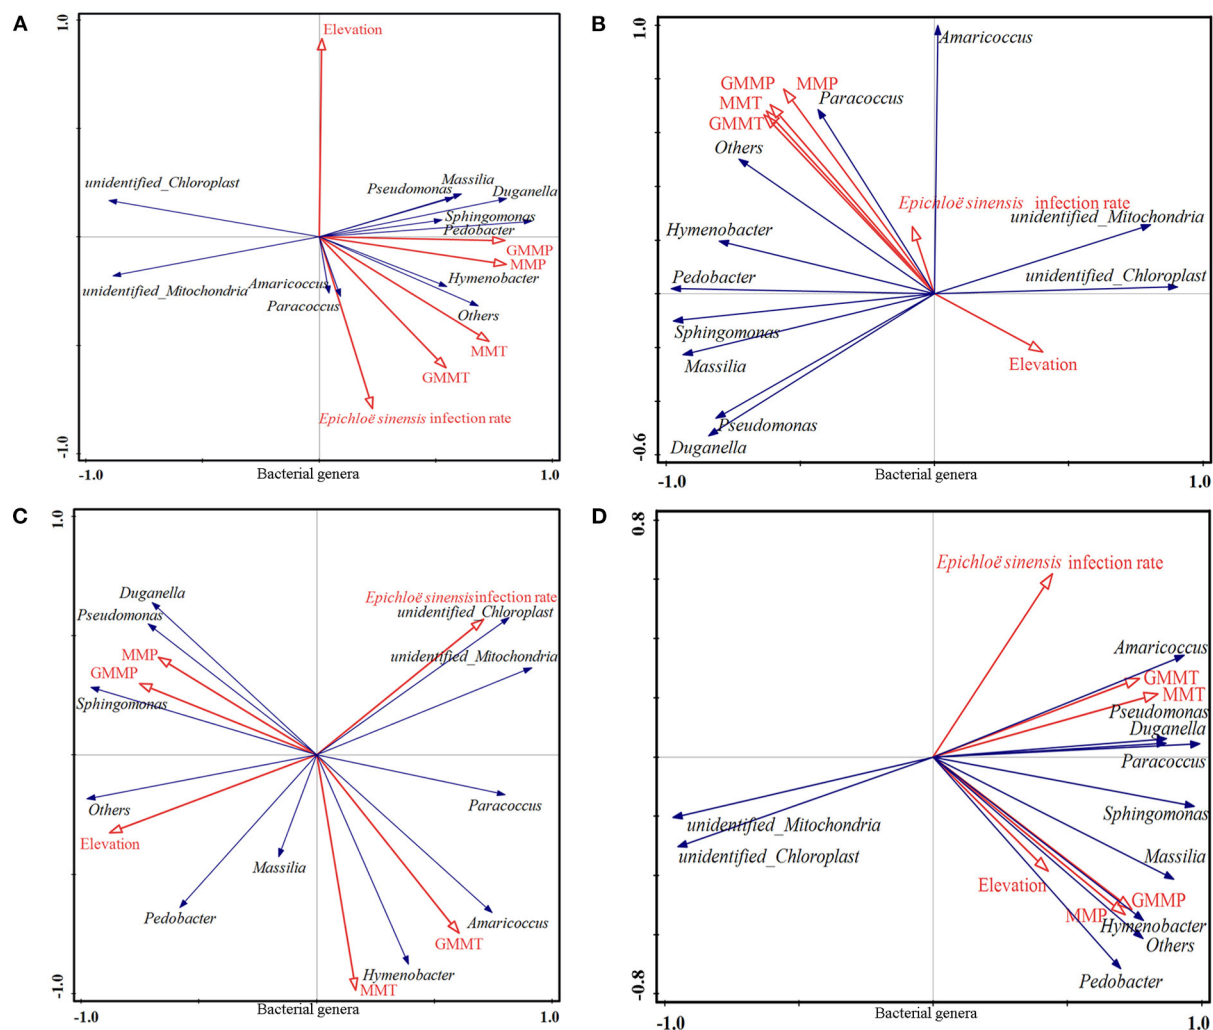 A
1.0
Elevation
unidentified_Chloroplast
Massilia
Pseudomonas
Duganella
Sphingomonas
Pedobacter
GMMP
MMP
Hymenobacter
unidentified_Mitochondria
Amaricoccus
Paracoccus
Others
MMT
GMMT
Epichloë sinensis infection rate
-1.0
-1.0
Bacterial genera
1.0
B
1.0
Amaricoccus
GMMP
MMP
MMT
Paracoccus
GMMT
Others
Epichloë sinensis infection rate
unidentified_Mitochondria
Hymenobacter
Pedobacter
unidentified_Chloroplast
Sphingomonas
Massilia
Elevation
Pseudomonas
Duganella
-0.6
-1.0
Bacterial genera
1.0
C
1.0
Duganella
Pseudomonas
Epichloë sinensis infection rate
unidentified_Chloroplast
MMP
GMMP
unidentified_Mitochondria
Sphingomonas
Others
Paracoccus
Elevation
Massilia
Pedobacter
Amaricoccus
GMMT
Hymenobacter
MMT
-1.0
-1.0
Bacterial genera
1.0
D
0.8
Epichloë sinensis infection rate
Amaricoccus
GMMT
MMT
Pseudomonas
Duganella
Paracoccus
Sphingomonas
unidentified_Mitochondria
unidentified_Chloroplast
Massilia
Elevation
GMMP
MMP
Hymenobacter
Others
Pedobacter
-0.8
-1.0
Bacterial genera
1.0